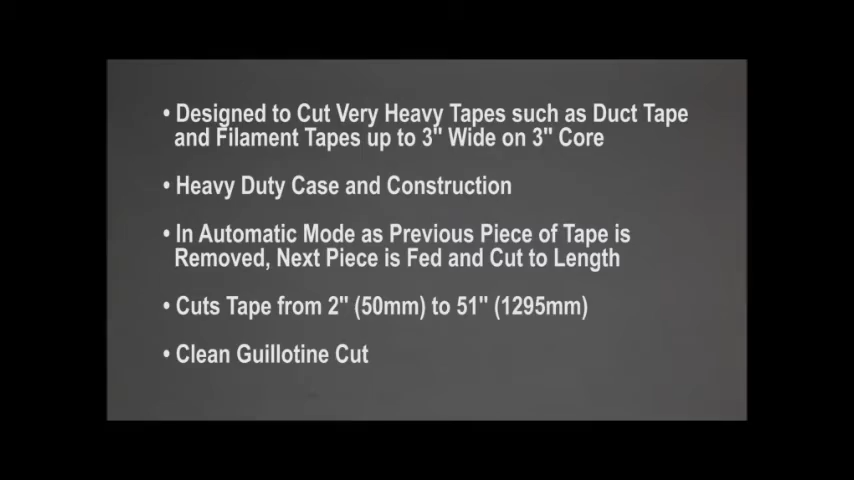 • Designed to Cut Very Heavy Tapes such as Duct Tape
and Filament Tapes up to 3" Wide on 3" Core
• Heavy Duty Case and Construction
• In Automatic Mode as Previous Piece of Tape is
Removed, Next Piece is Fed and Cut to Length
• Cuts Tape from 2" (50mm) to 51" (1295mm)
• Clean Guillotine Cut